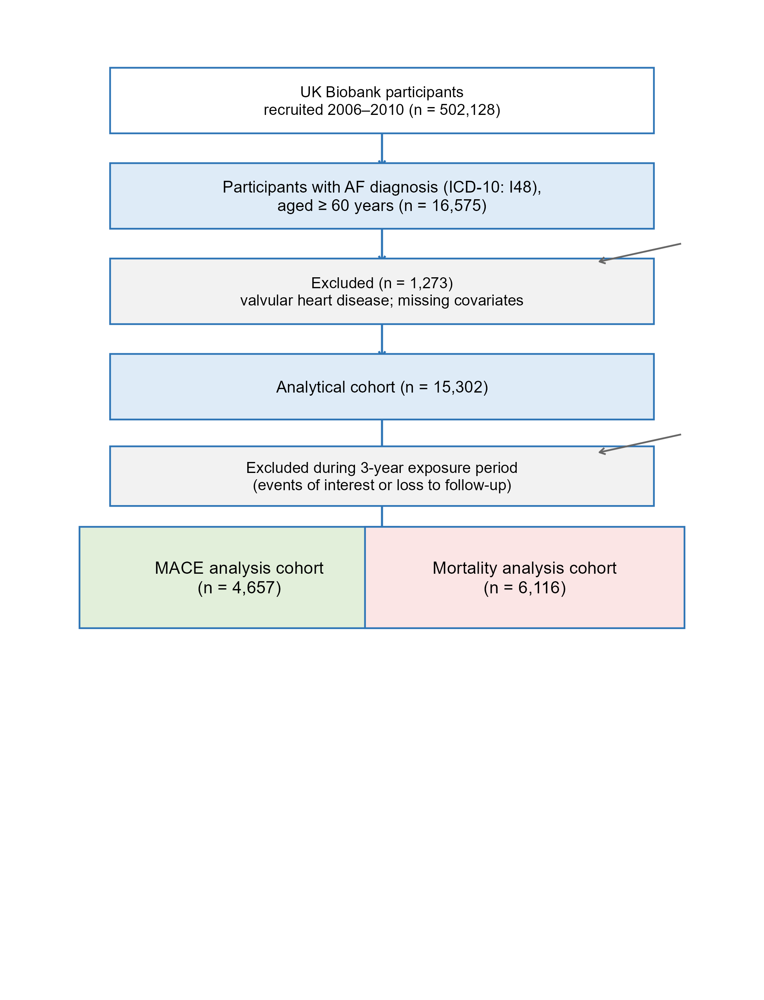 UK Biobank participants
recruited 2006–2010 (n = 502,128)
Participants with AF diagnosis (ICD-10: I48),
aged ≥ 60 years (n = 16,575)
Excluded (n = 1,273)
valvular heart disease; missing covariates
Analytical cohort (n = 15,302)
Excluded during 3-year exposure period
(events of interest or loss to follow-up)
MACE analysis cohort
(n = 4,657)
Mortality analysis cohort
(n = 6,116)